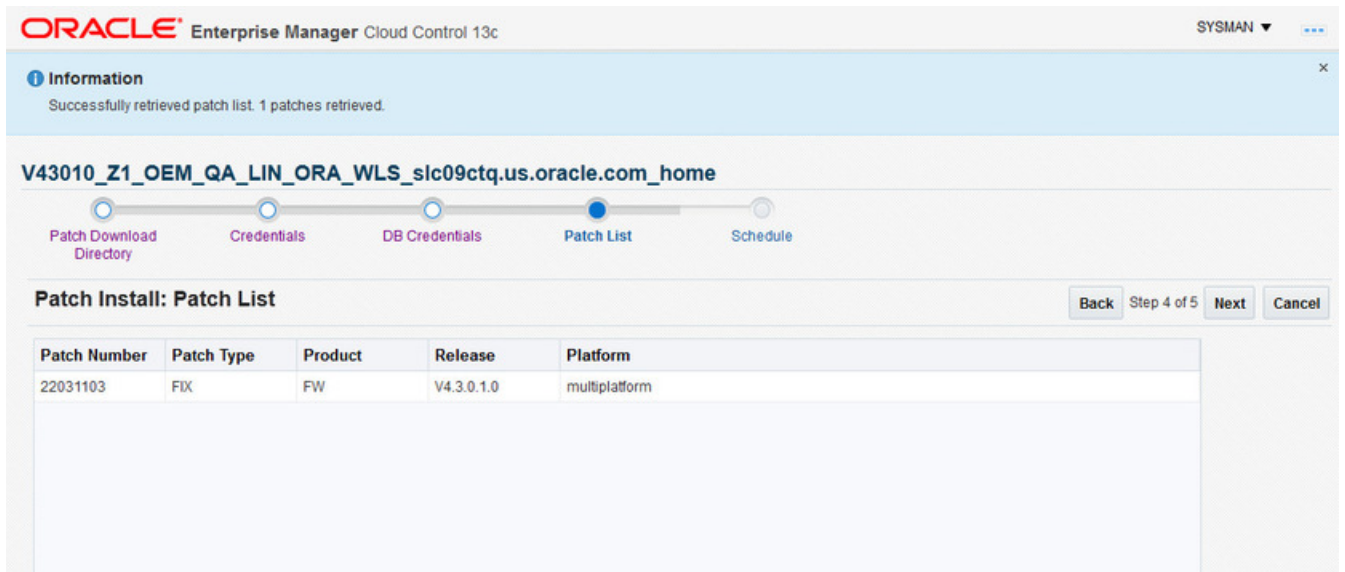 ORACLE® Enterprise Manager Cloud Control 13c
SYSMAN
Information
Successfully retrieved patch list. 1 patches retrieved.
V43010_Z1_OEM_QA_LIN_ORA_WLS_slc09ctq.us.oracle.com_home
Patch Download Directory
Credentials
DB Credentials
Patch List
Schedule
Patch Install: Patch List
Back Step 4 of 5 Next Cancel
Patch Number Patch Type Product Release Platform
22031103 FIX FW V4.3.0.1.0 multiplatform